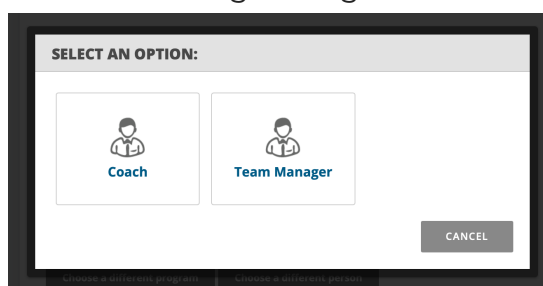 SELECT AN OPTION:
Coach
Team Manager
CANCEL
Choose a different program
Choose a different person